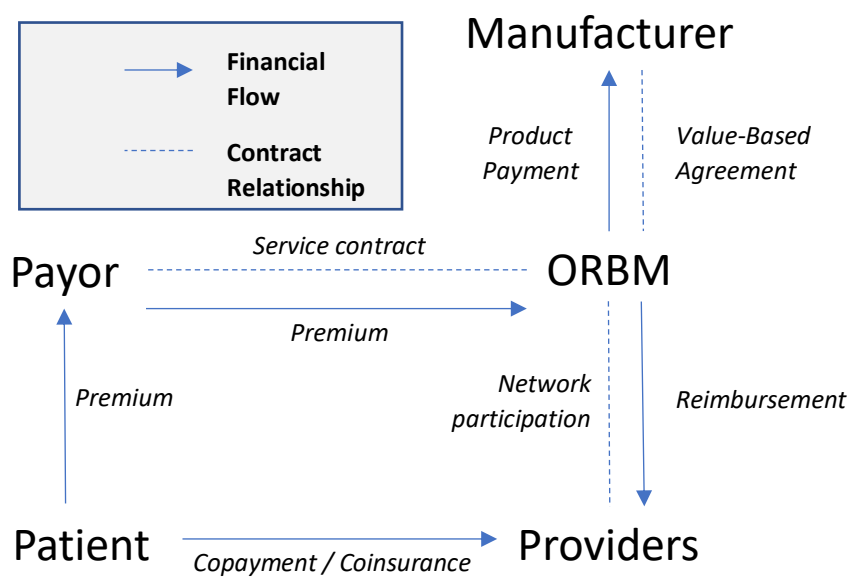 Manufacturer
Financial
Flow
Contract
Relationship
Product
Payment
Value-Based
Agreement
Service contract
Payor
ORBM
Premium
Premium
Network
participation
Reimbursement
Patient
Providers
Copayment / Coinsurance